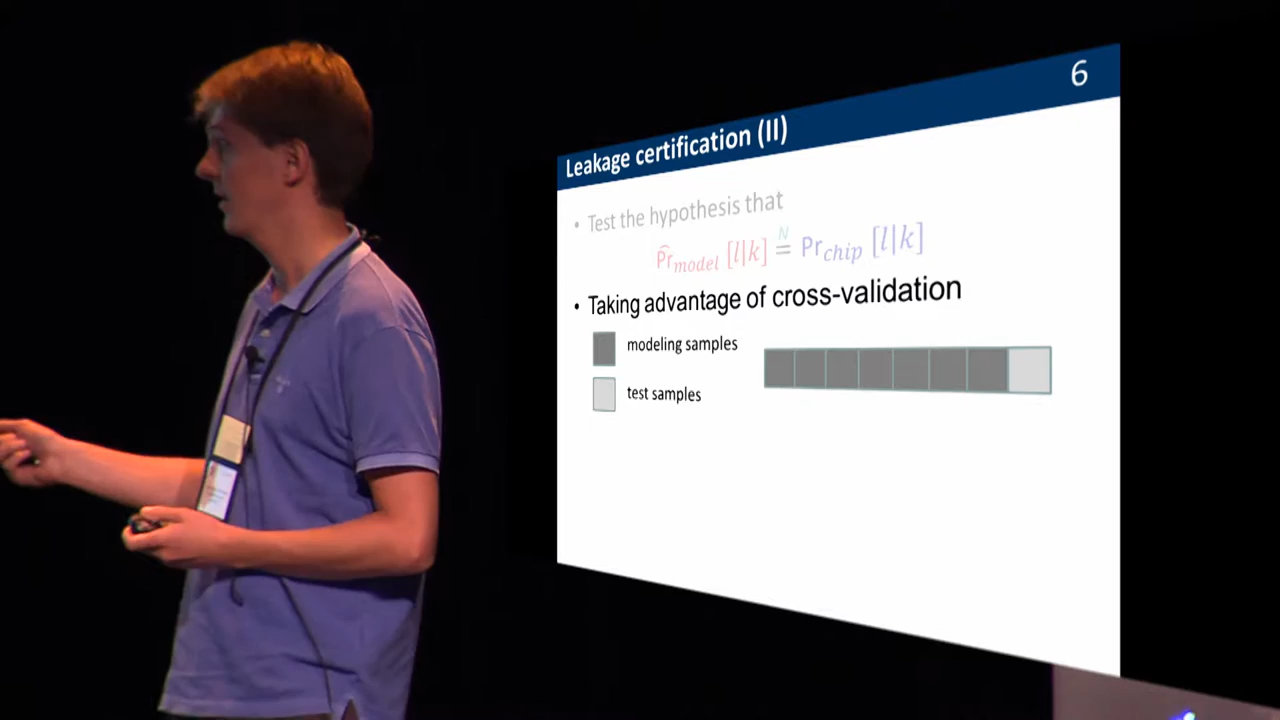 6
Leakage certification (II)
• Test the hypothesis that
P̂r_model [l|k] =^N Pr_chip [l|k]
• Taking advantage of cross-validation
modeling samples
test samples